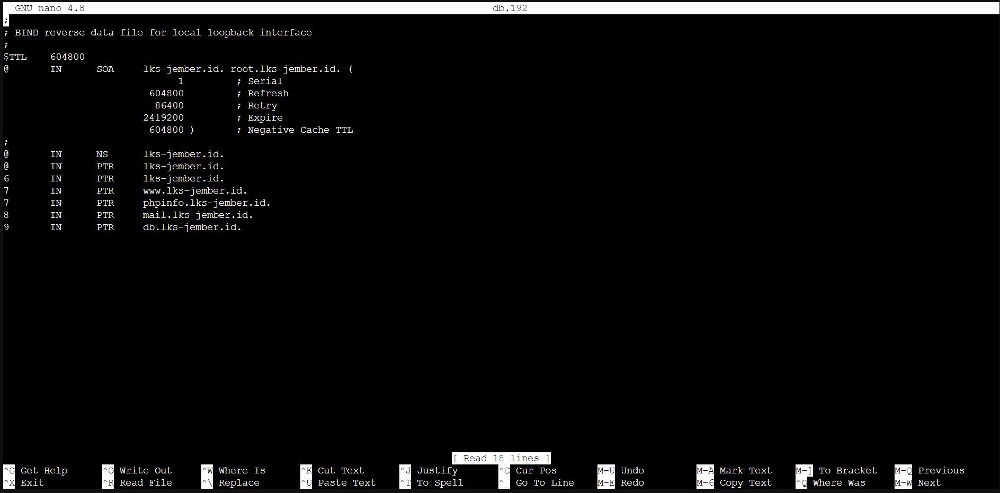 GNU nano 4.8 db.192
;
; BIND reverse data file for local loopback interface
;
$TTL 604800
@ IN SOA lks-jember.id. root.lks-jember.id. (
1 ; Serial
604800 ; Refresh
86400 ; Retry
2419200 ; Expire
604800 ) ; Negative Cache TTL
;
@ IN NS lks-jember.id.
@ IN PTR lks-jember.id.
6 IN PTR lks-jember.id.
7 IN PTR www.lks-jember.id.
7 IN PTR phpinfo.lks-jember.id.
8 IN PTR mail.lks-jember.id.
9 IN PTR db.lks-jember.id.
[ Read 18 lines ]
^G Get Help ^O Write Out ^W Where Is ^K Cut Text ^J Justify ^C Cur Pos M-U Undo M-A Mark Text M-] To Bracket M-Q Previous
^X Exit ^R Read File ^\ Replace ^U Paste Text ^T To Spell ^_ Go To Line M-E Redo M-6 Copy Text ^Q Where Was M-W Next